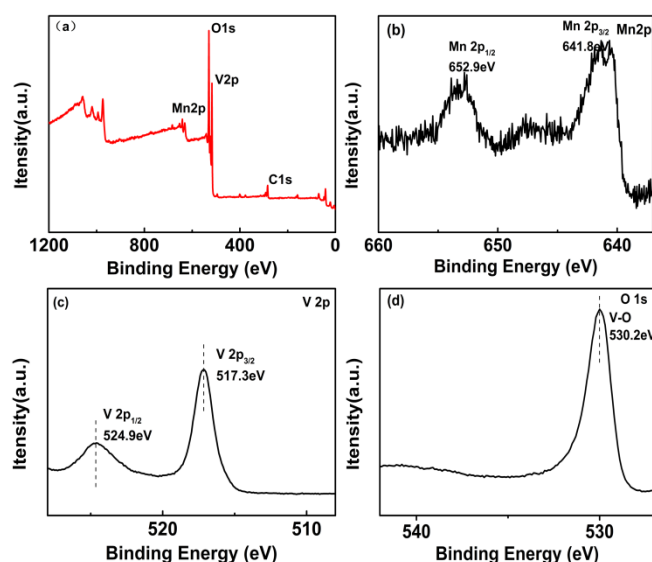 (a)
O1s
V2p
Mn2p
C1s
Itensity(a.u.)
1200 800 400 0
Binding Energy (eV)
(b)
Mn 2p1/2
652.9eV
Mn 2p3/2
641.8eV
Mn2p
Itensity(a.u.)
660 650 640
Binding Energy (eV)
(c)
V 2p
V 2p3/2
517.3eV
V 2p1/2
524.9eV
Itensity(a.u.)
520 510
Binding Energy (eV)
(d)
O 1s
V-O
530.2eV
Itensity(a.u.)
540 530
Binding Energy (eV)